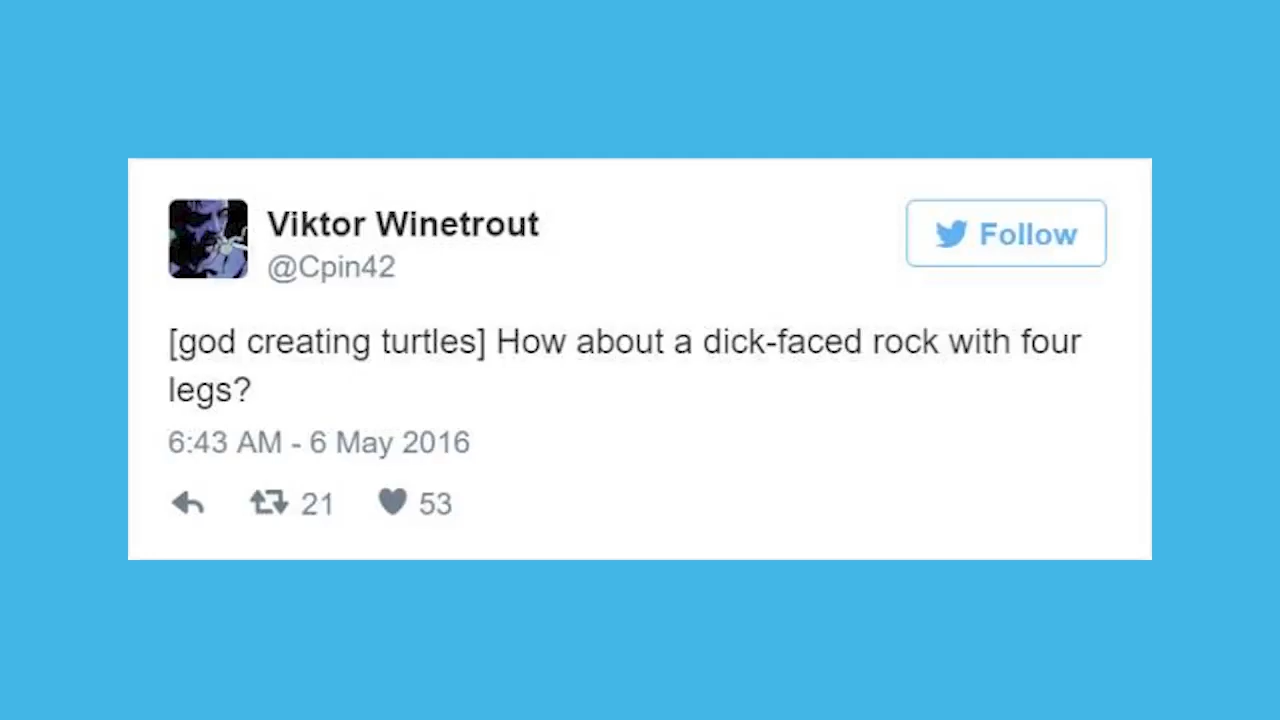 Viktor Winetrout
Follow
@Cpin42
[god creating turtles] How about a dick-faced rock with four
legs?
6:43 AM - 6 May 2016
21 53